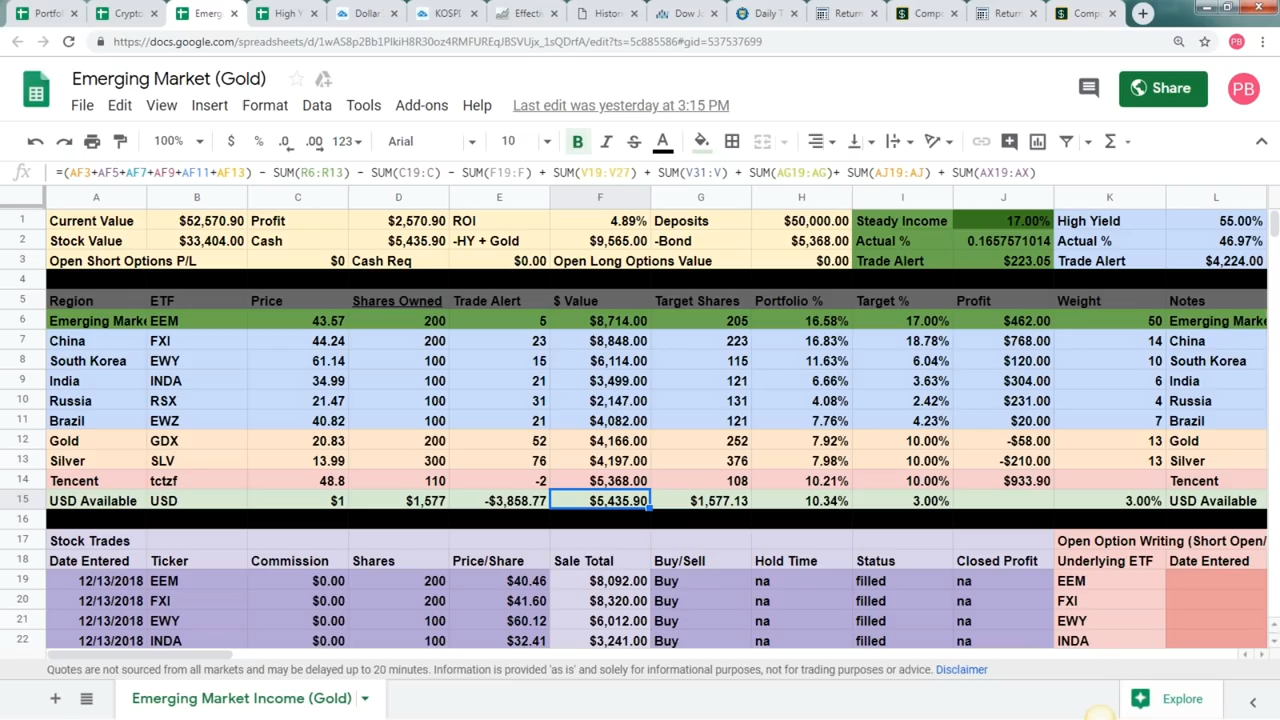 Portfo
Crypto
Emerg
High Y
Dollar
KOSPI
Effect
Histor
Dow Jo
Daily T
Return
Comp
Return
Comp
https://docs.google.com/spreadsheets/d/1wAS8p2Bb1PlkiH8R30oz4RMFUREqJBSVUjx_1sQDrfA/edit?ts=5c885586#gid=537537699
PB
Emerging Market (Gold)
File Edit View Insert Format Data Tools Add-ons Help Last edit was yesterday at 3:15 PM
Share
PB
100% $ % .0 .00 123 Arial 10 B I S A Σ
fx =(AF3+AF5+AF7+AF9+AF11+AF13) - SUM(R6:R13) - SUM(C19:C) - SUM(F19:F) + SUM(V19:V27) + SUM(V31:V) + SUM(AG19:AG)+ SUM(AJ19:AJ) + SUM(AX19:AX)
A B C D E F G H I J K L
1 Current Value $52,570.90 Profit $2,570.90 ROI 4.89% Deposits $50,000.00 Steady Income 17.00% High Yield 55.00%
2 Stock Value $33,404.00 Cash $5,435.90 -HY + Gold $9,565.00 -Bond $5,368.00 Actual % 0.1657571014 Actual % 46.97%
3 Open Short Options P/L $0 Cash Req $0.00 Open Long Options Value $0.00 Trade Alert $223.05 Trade Alert $4,224.00
4
5 Region ETF Price Shares Owned Trade Alert $ Value Target Shares Portfolio % Target % Profit Weight Notes
6 Emerging Marke EEM 43.57 200 5 $8,714.00 205 16.58% 17.00% $462.00 50 Emerging Marke
7 China FXI 44.24 200 23 $8,848.00 223 16.83% 18.78% $768.00 14 China
8 South Korea EWY 61.14 100 15 $6,114.00 115 11.63% 6.04% $120.00 10 South Korea
9 India INDA 34.99 100 21 $3,499.00 121 6.66% 3.63% $304.00 6 India
10 Russia RSX 21.47 100 31 $2,147.00 131 4.08% 2.42% $231.00 4 Russia
11 Brazil EWZ 40.82 100 21 $4,082.00 121 7.76% 4.23% $20.00 7 Brazil
12 Gold GDX 20.83 200 52 $4,166.00 252 7.92% 10.00% -$58.00 13 Gold
13 Silver SLV 13.99 300 76 $4,197.00 376 7.98% 10.00% -$210.00 13 Silver
14 Tencent tctzf 48.8 110 -2 $5,368.00 108 10.21% 10.00% $933.90 Tencent
15 USD Available USD $1 $1,577 -$3,858.77 $5,435.90 $1,577.13 10.34% 3.00% 3.00% USD Available
16
17 Stock Trades Open Option Writing (Short Open/
18 Date Entered Ticker Commission Shares Price/Share Sale Total Buy/Sell Hold Time Status Closed Profit Underlying ETF Date Entered
19 12/13/2018 EEM $0.00 200 $40.46 $8,092.00 Buy na filled na EEM
20 12/13/2018 FXI $0.00 200 $41.60 $8,320.00 Buy na filled na FXI
21 12/13/2018 EWY $0.00 100 $60.12 $6,012.00 Buy na filled na EWY
22 12/13/2018 INDA $0.00 100 $32.41 $3,241.00 Buy na filled na INDA
Quotes are not sourced from all markets and may be delayed up to 20 minutes. Information is provided 'as is' and solely for informational purposes, not for trading purposes or advice. Disclaimer
Emerging Market Income (Gold)
Explore